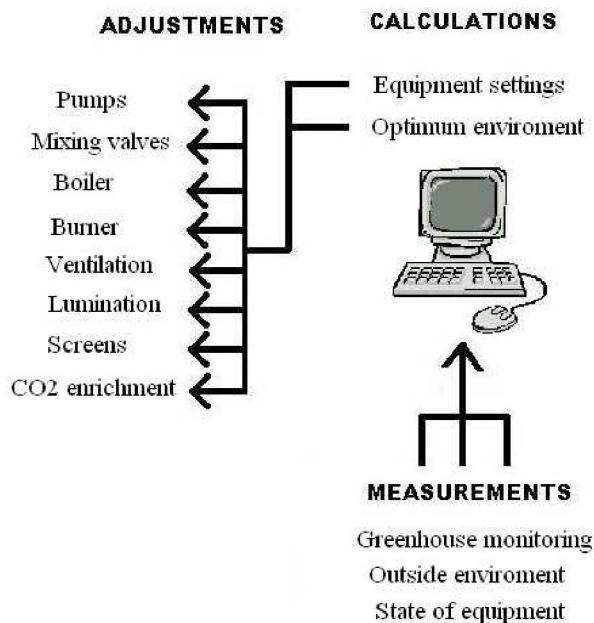 ADJUSTMENTS
Pumps
Mixing valves
Boiler
Burner
Ventilation
Lumination
Screens
CO2 enrichment
CALCULATIONS
Equipment settings
Optimum enviroment
MEASUREMENTS
Greenhouse monitoring
Outside enviroment
State of equipment